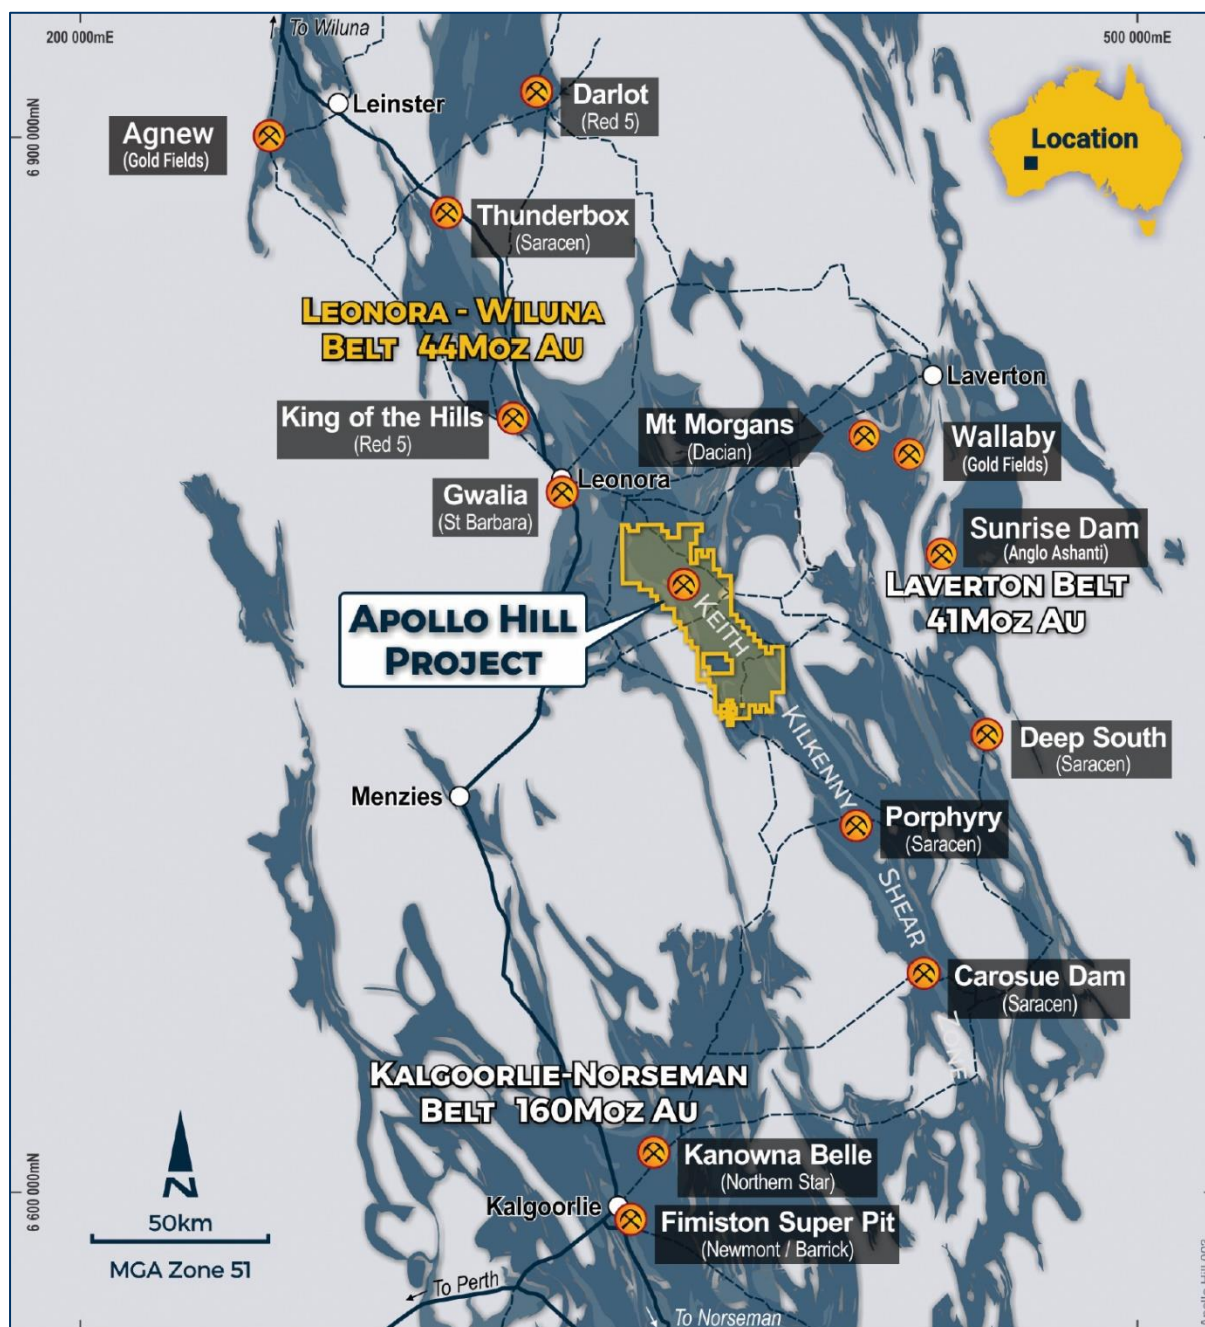 To Wiluna
200 000mE
500 000mE
6 900 000mN
Leinster
Darlot
(Red 5)
Agnew
(Gold Fields)
Location
Thunderbox
(Saracen)
LEONORA - WILUNA
BELT 44MOZ AU
Laverton
King of the Hills
(Red 5)
Mt Morgans
(Dacian)
Wallaby
(Gold Fields)
Leonora
Gwalia
(St Barbara)
Sunrise Dam
(Anglo Ashanti)
LAVERTON BELT
41MOZ AU
APOLLO HILL
PROJECT
KEITH
KILKENNY
SHEAR
ZONE
Deep South
(Saracen)
Menzies
Porphyry
(Saracen)
Carosue Dam
(Saracen)
KALGOORLIE-NORSEMAN
BELT 160MOZ AU
Kanowna Belle
(Northern Star)
Kalgoorlie
Fimiston Super Pit
(Newmont / Barrick)
6 600 000mN
N
50km
MGA Zone 51
To Perth
To Norseman